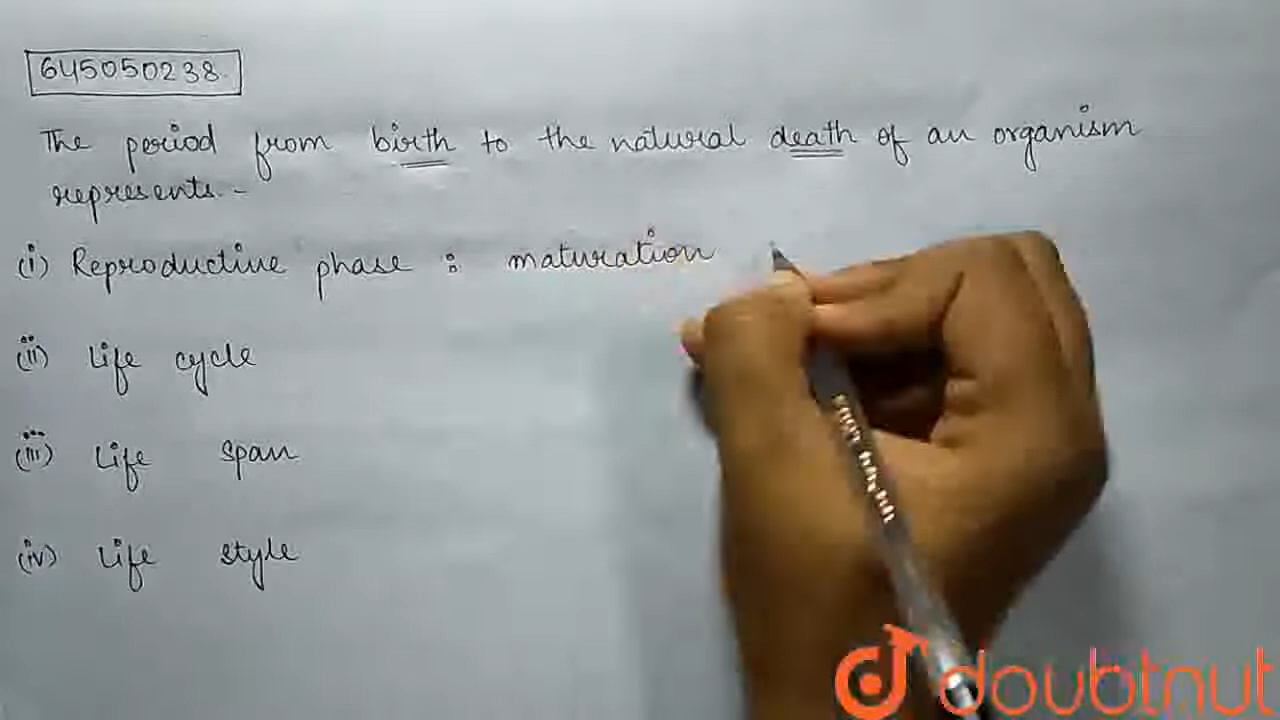 645050238.
The period from birth to the natural death of an organism
represents.-
(i) Reproductive phase : maturation
(ii) Life cycle
(iii) Life span
(iv) Life style
doubtnut